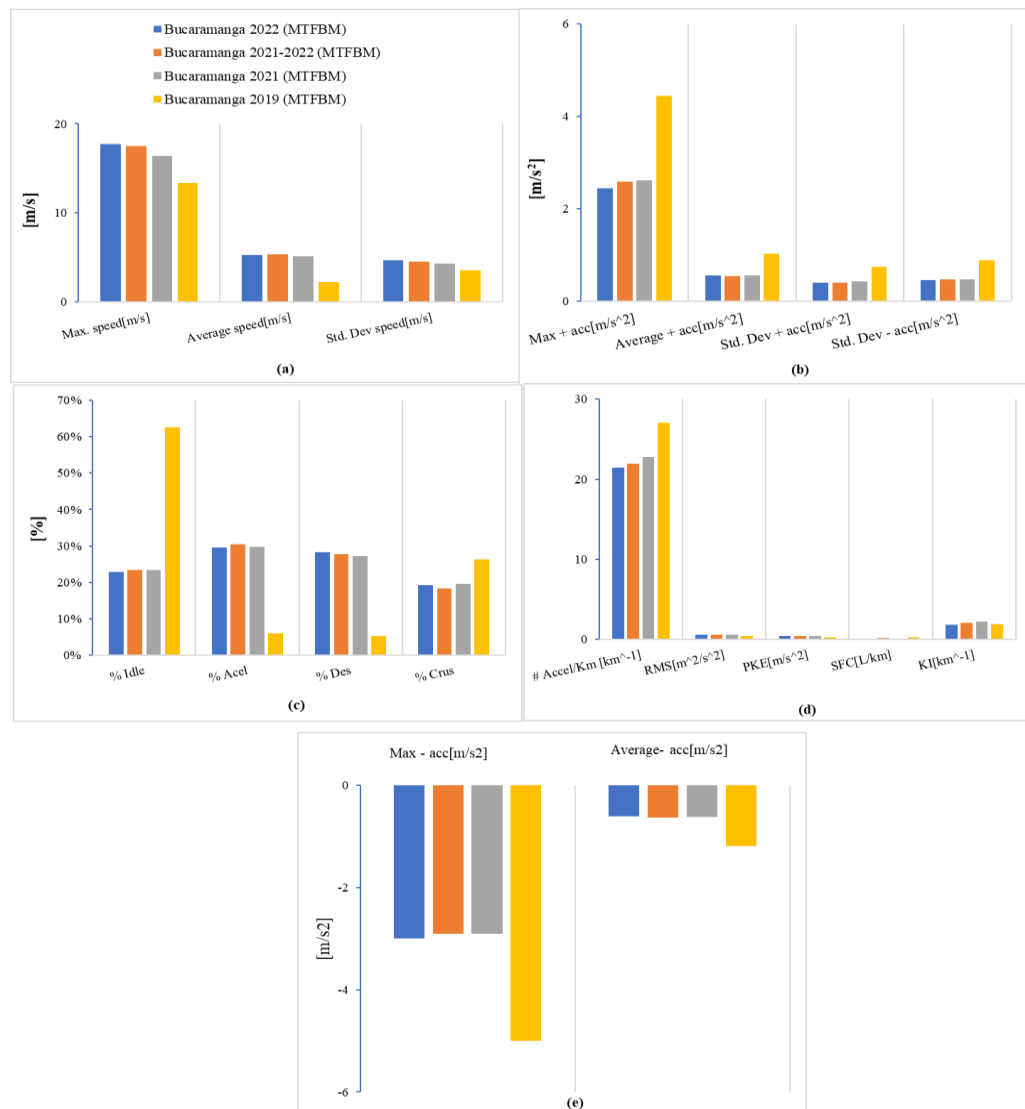 Bucaramanga 2022 (MTFBM)
Bucaramanga 2021-2022 (MTFBM)
Bucaramanga 2021 (MTFBM)
Bucaramanga 2019 (MTFBM)
20
10
0
[m/s]
Max. speed[m/s]
Average speed[m/s]
Std. Dev speed[m/s]
(a)
6
4
2
0
[m/s²]
Max + acc[m/s^2]
Average + acc[m/s^2]
Std. Dev + acc[m/s^2]
Std. Dev - acc[m/s^2]
(b)
70%
60%
50%
40%
30%
20%
10%
0%
[%]
% Idle
% Acel
% Des
% Crus
(c)
30
20
10
0
# Accel/Km [km^-1]
RMS[m^2/s^2]
PKE[m/s^2]
SFC[L/km]
KI[km^-1]
(d)
Max - acc[m/s2]
Average- acc[m/s2]
0
-2
-4
-6
[m/s2]
(e)